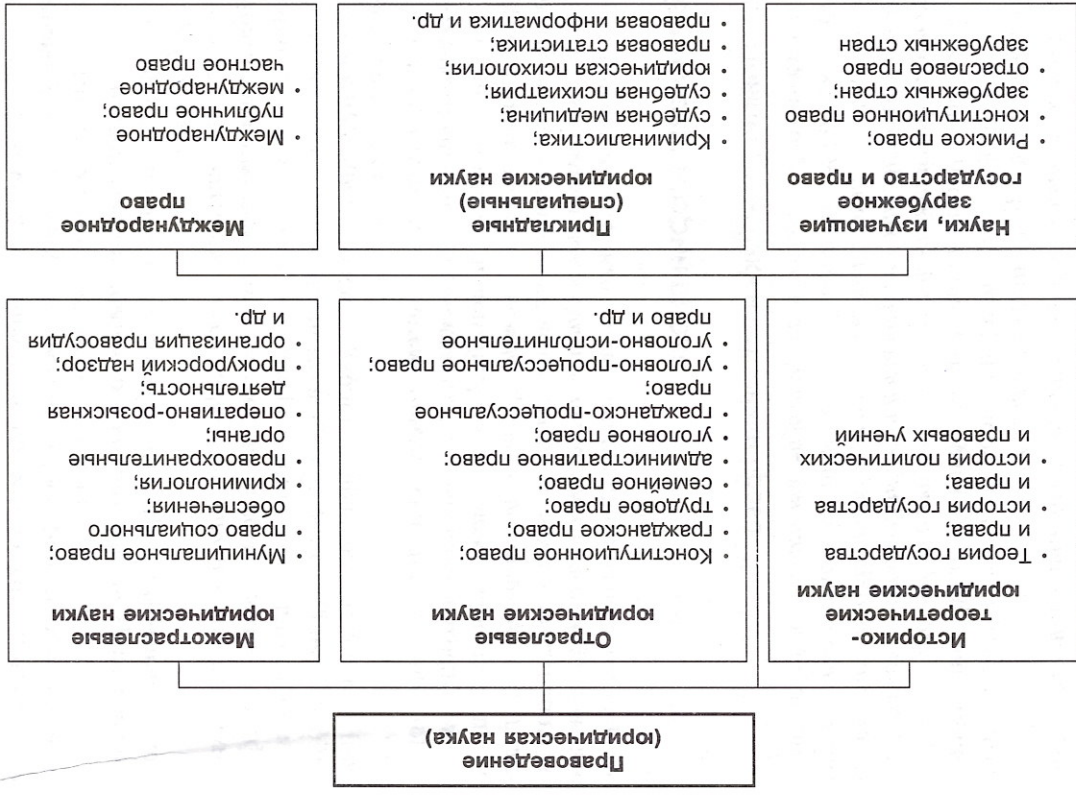 Правоведение
(юридическая наука)
Историко-
теоретические
юридические науки
• Теория государства
и права;
• история государства
и права;
• история политических
и правовых учений
Отраслевые
юридические науки
• Конституционное право;
• гражданское право;
• трудовое право;
• семейное право;
• административное право;
• уголовное право;
• гражданско-процессуальное
право;
• уголовно-процессуальное право;
• уголовно-исполнительное
право и др.
Межотраслевые
юридические науки
• Муниципальное право;
• право социального
обеспечения;
• криминология;
• правоохранительные
органы;
• оперативно-розыскная
деятельность;
• прокурорский надзор;
• организация правосудия
и др.
Науки, изучающие
зарубежное
государство и право
• Римское право;
• конституционное право
зарубежных стран;
• отраслевое право
зарубежных стран
Прикладные
(специальные)
юридические науки
• Криминалистика;
• судебная медицина;
• судебная психиатрия;
• юридическая психология;
• правовая статистика;
• правовая информатика и др.
Международное
право
• Международное
публичное право;
• международное
частное право